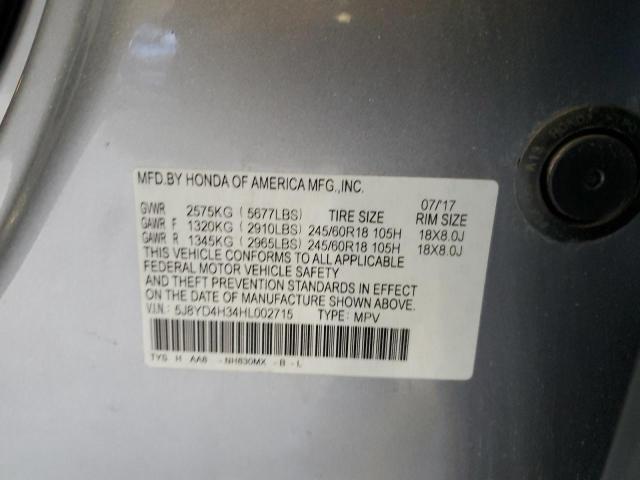 MFD.BY HONDA OF AMERICA MFG.,INC.
07/17
GVWR 2575KG ( 5677LBS) TIRE SIZE RIM SIZE
GAWR F 1320KG ( 2910LBS) 245/60R18 105H 18X8.0J
GAWR R 1345KG ( 2965LBS) 245/60R18 105H 18X8.0J
THIS VEHICLE CONFORMS TO ALL APPLICABLE
FEDERAL MOTOR VEHICLE SAFETY
AND THEFT PREVENTION STANDARDS IN EFFECT
ON THE DATE OF MANUFACTURE SHOWN ABOVE.
V.I.N.: 5J8YD4H34HL002715 TYPE: MPV
TYS H AA8 - NH830MX - B - L